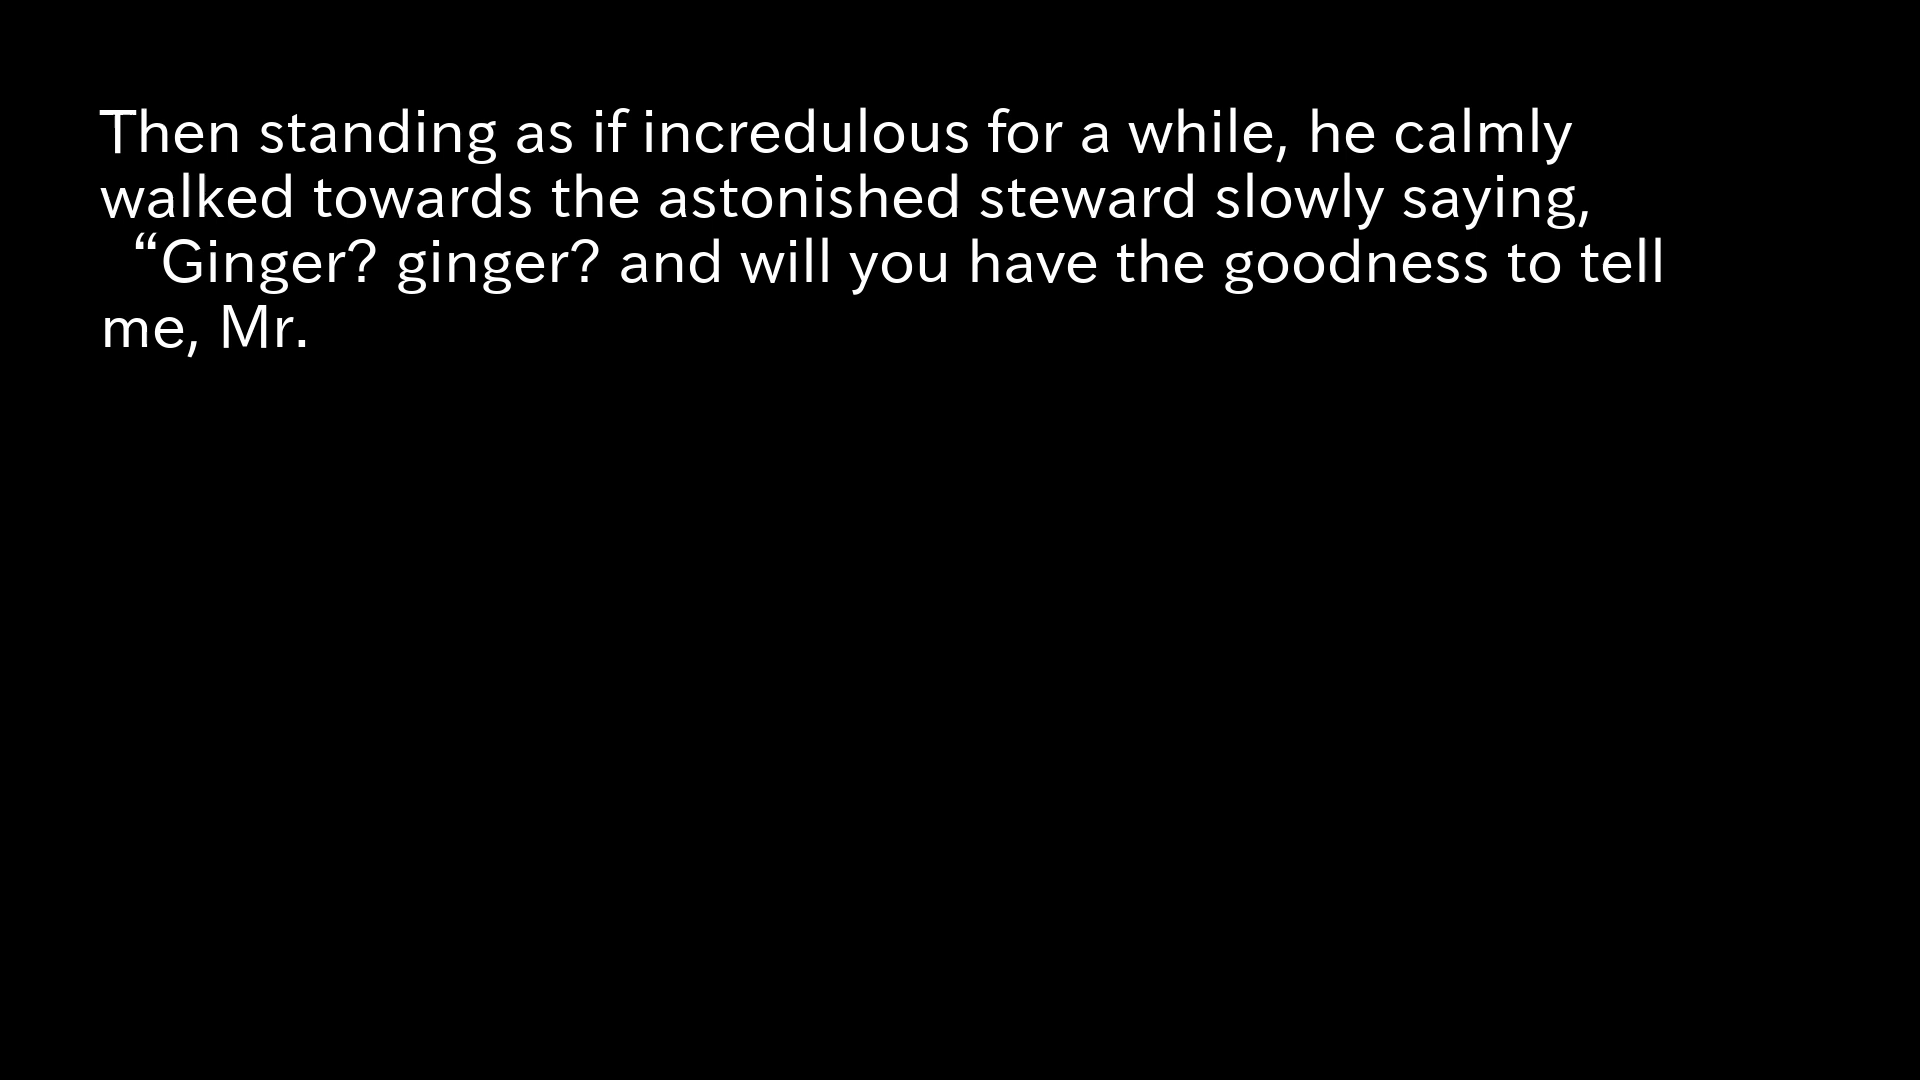 Then standing as if incredulous for a while, he calmly
walked towards the astonished steward slowly saying,
“Ginger? ginger? and will you have the goodness to tell
me, Mr.